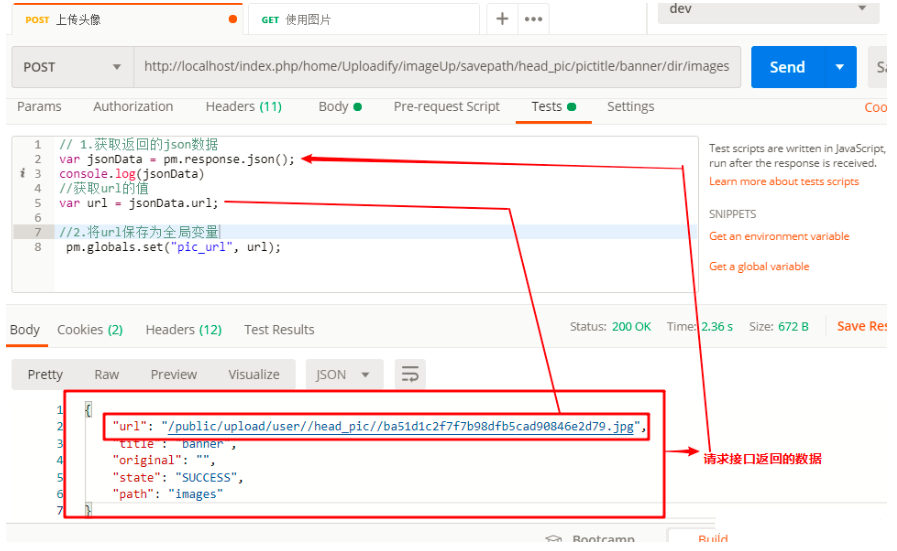 POST 上传头像
GET 使用图片
dev
POST
http://localhost/index.php/home/Uploadify/imageUp/savepath/head_pic/pictitle/banner/dir/images
Send
Params
Authorization
Headers (11)
Body
Pre-request Script
Tests
Settings
Coo
1 // 1.获取返回的json数据
2 var jsonData = pm.response.json();
3 console.log(jsonData)
4 //获取url的值
5 var url = jsonData.url;
6
7 //2.将url保存为全局变量
8 pm.globals.set("pic_url", url);
Test scripts are written in JavaScript,
run after the response is received.
Learn more about tests scripts
SNIPPETS
Get an environment variable
Get a global variable
Body
Cookies (2)
Headers (12)
Test Results
Status: 200 OK
Time: 2.36 s
Size: 672 B
Save Res
Pretty
Raw
Preview
Visualize
JSON
1 {
2 "url": "/public/upload/user//head_pic//ba51d1c2f7f7b98dfb5cad90846e2d79.jpg",
3 "title": "banner",
4 "original": "",
5 "state": "SUCCESS",
6 "path": "images"
7 }
请求接口返回的数据
Bootcamp
Build